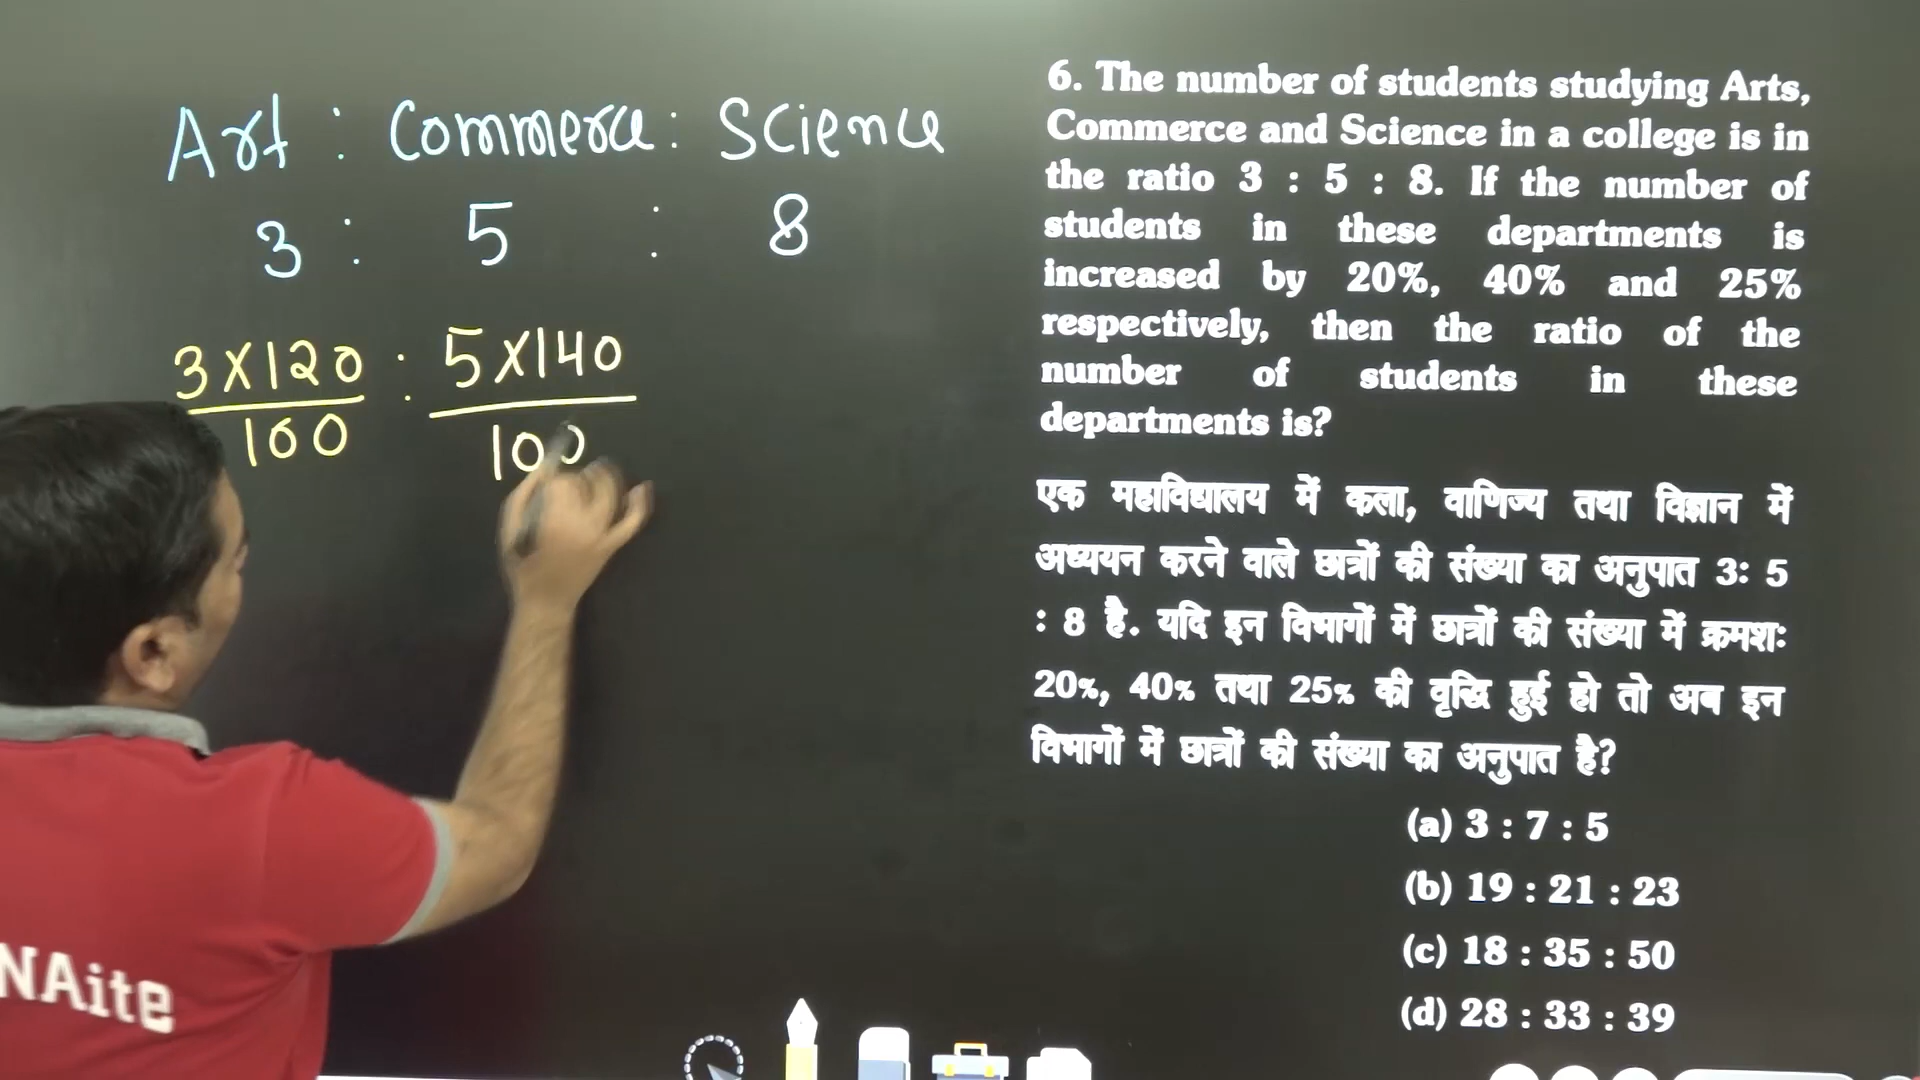 Art : Commerce : Science
3 : 5 : 8
3×120 : 5×140
100 100
NAite
6. The number of students studying Arts,
Commerce and Science in a college is in
the ratio 3 : 5 : 8. If the number of
students in these departments is
increased by 20%, 40% and 25%
respectively, then the ratio of the
number of students in these
departments is?
एक महाविद्यालय में कला, वाणिज्य तथा विज्ञान में
अध्ययन करने वाले छात्रों की संख्या का अनुपात 3: 5
: 8 है. यदि इन विभागों में छात्रों की संख्या में क्रमशः
20%, 40% तथा 25% की वृद्धि हुई हो तो अब इन
विभागों में छात्रों की संख्या का अनुपात है?
(a) 3 : 7 : 5
(b) 19 : 21 : 23
(c) 18 : 35 : 50
(d) 28 : 33 : 39